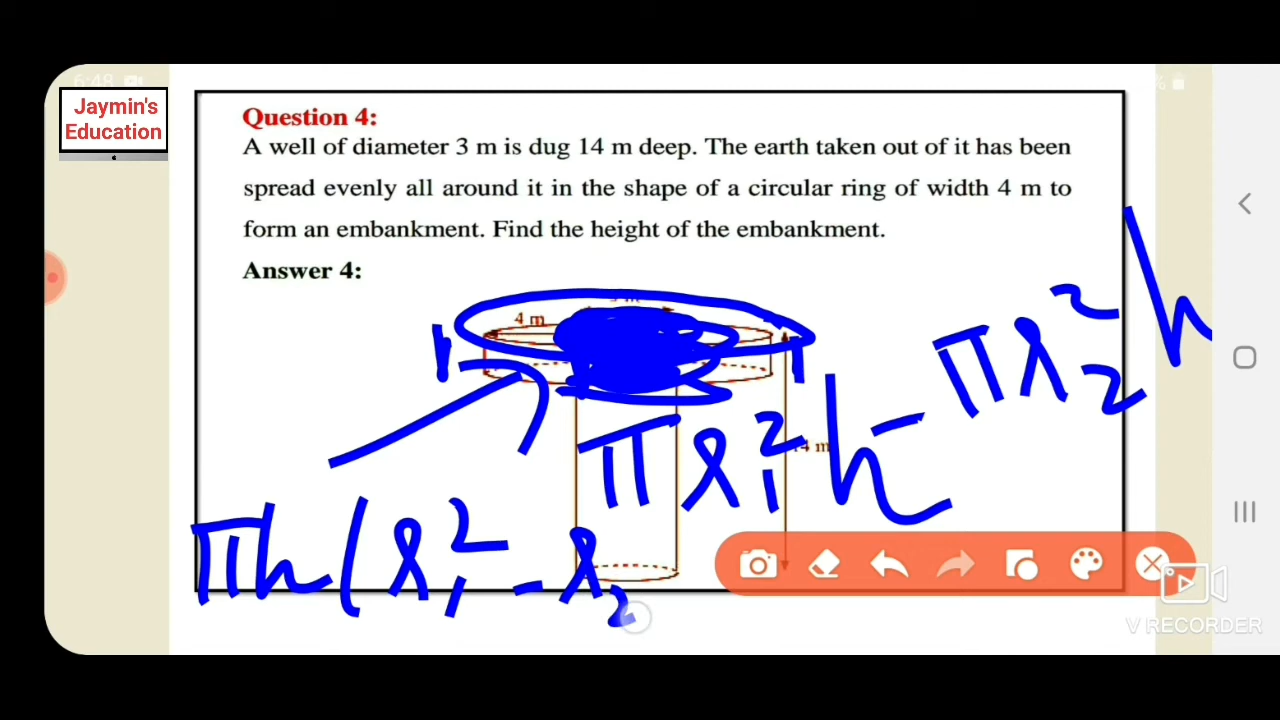 6:48
Jaymin's
Education
Question 4:
A well of diameter 3 m is dug 14 m deep. The earth taken out of it has been
spread evenly all around it in the shape of a circular ring of width 4 m to
form an embankment. Find the height of the embankment.
Answer 4:
4 m
πr₁²h - πr₂²h
πh(r₁² - r₂
V RECORDER